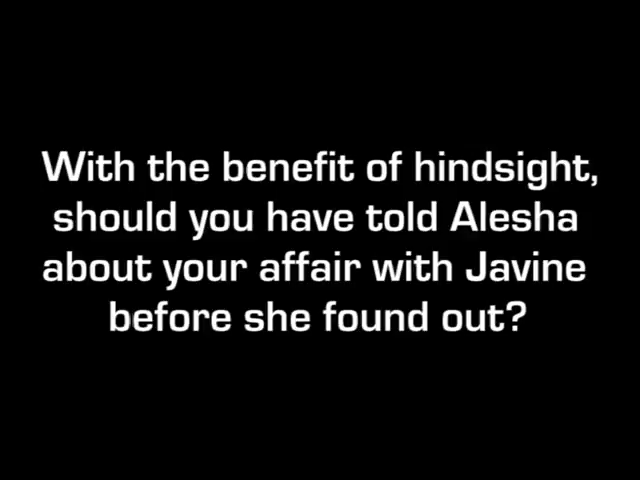 With the benefit of hindsight,
should you have told Alesha
about your affair with Javine
before she found out?